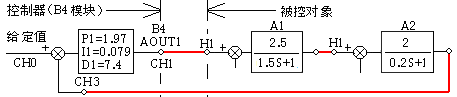 控制器(B4模块)
被控对象
给定值
CH0
P1=1.97
I1=0.079
D1=7.4
B4
AOUT1
CH1
H1
A1
2.5
1.5S+1
H1
A2
2
0.2S+1
CH3